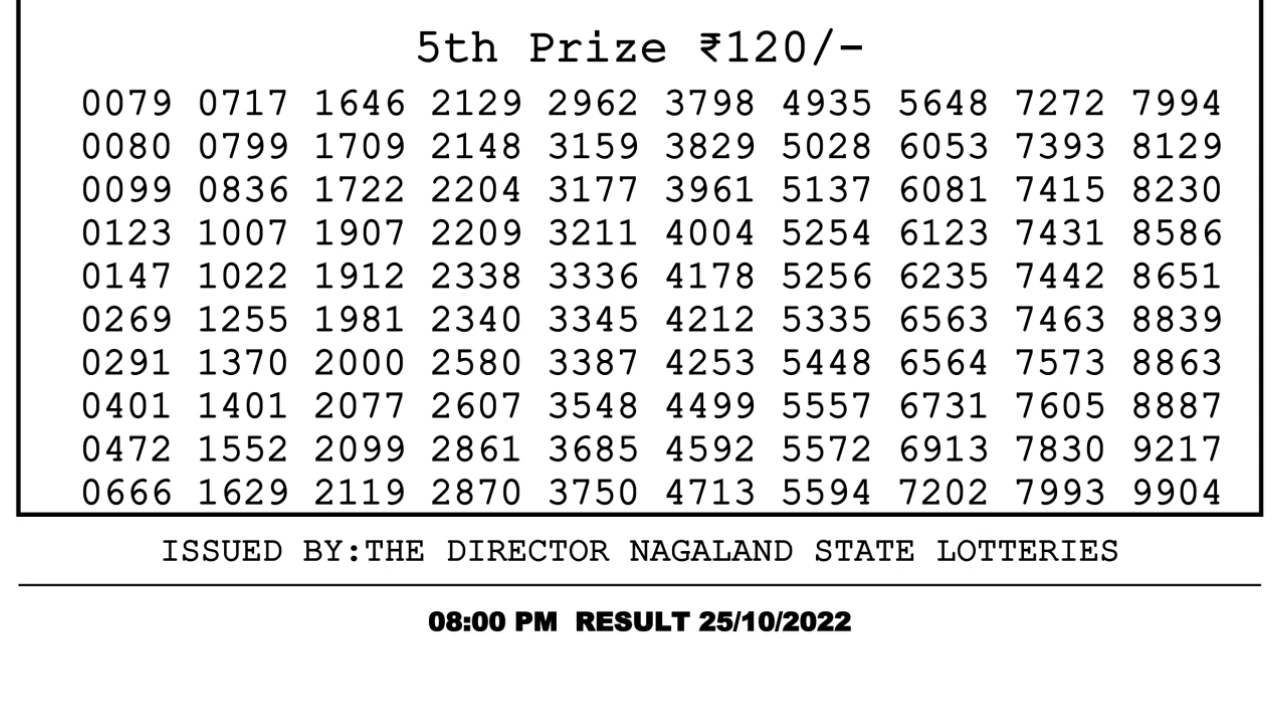 5th Prize ₹120/-
0079 0717 1646 2129 2962 3798 4935 5648 7272 7994
0080 0799 1709 2148 3159 3829 5028 6053 7393 8129
0099 0836 1722 2204 3177 3961 5137 6081 7415 8230
0123 1007 1907 2209 3211 4004 5254 6123 7431 8586
0147 1022 1912 2338 3336 4178 5256 6235 7442 8651
0269 1255 1981 2340 3345 4212 5335 6563 7463 8839
0291 1370 2000 2580 3387 4253 5448 6564 7573 8863
0401 1401 2077 2607 3548 4499 5557 6731 7605 8887
0472 1552 2099 2861 3685 4592 5572 6913 7830 9217
0666 1629 2119 2870 3750 4713 5594 7202 7993 9904
ISSUED BY:THE DIRECTOR NAGALAND STATE LOTTERIES
08:00 PM RESULT 25/10/2022